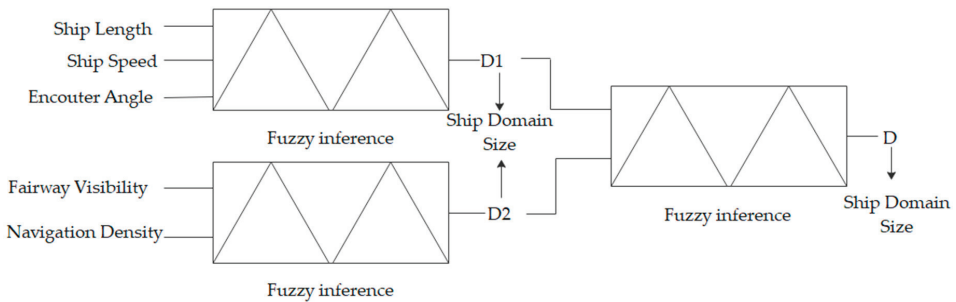 Ship Length
Ship Speed
Encouter Angle
Fuzzy inference
D1
Ship Domain
Size
Fairway Visibility
Navigation Density
Fuzzy inference
D2
Fuzzy inference
D
Ship Domain
Size